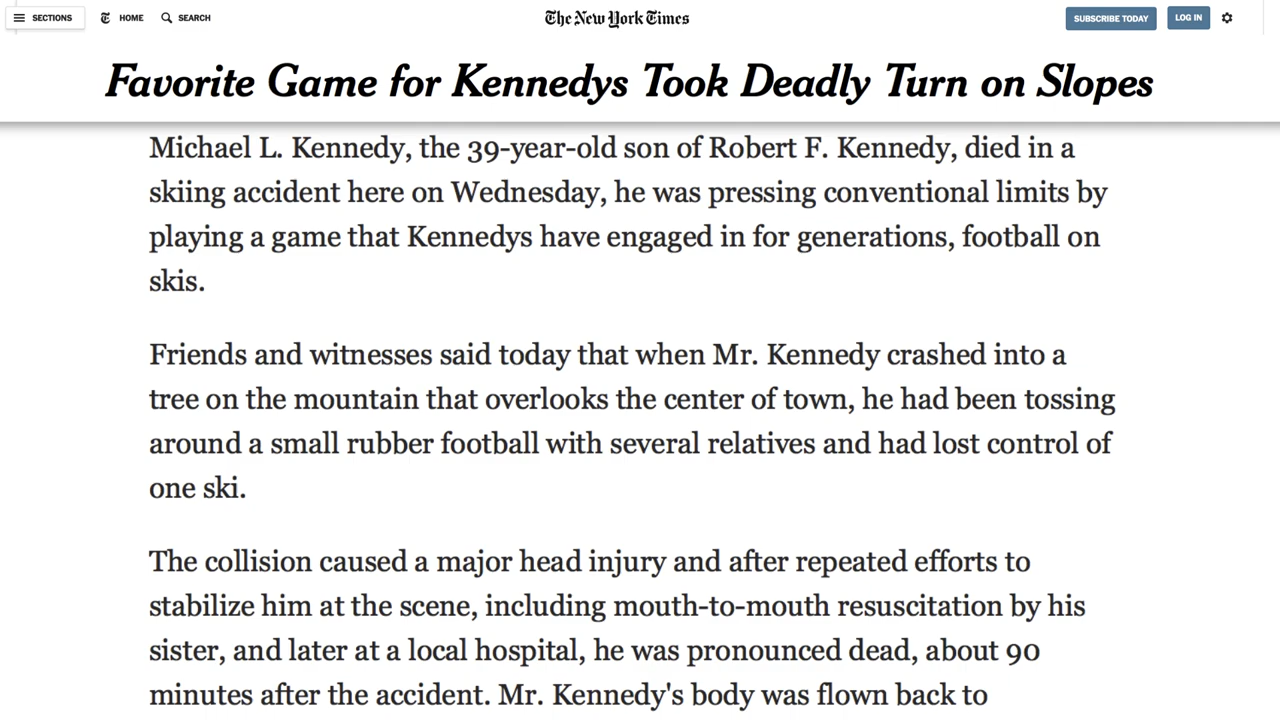 SECTIONS HOME SEARCH The New York Times SUBSCRIBE TODAY LOG IN
Favorite Game for Kennedys Took Deadly Turn on Slopes
Michael L. Kennedy, the 39-year-old son of Robert F. Kennedy, died in a
skiing accident here on Wednesday, he was pressing conventional limits by
playing a game that Kennedys have engaged in for generations, football on
skis.
Friends and witnesses said today that when Mr. Kennedy crashed into a
tree on the mountain that overlooks the center of town, he had been tossing
around a small rubber football with several relatives and had lost control of
one ski.
The collision caused a major head injury and after repeated efforts to
stabilize him at the scene, including mouth-to-mouth resuscitation by his
sister, and later at a local hospital, he was pronounced dead, about 90
minutes after the accident. Mr. Kennedy's body was flown back to